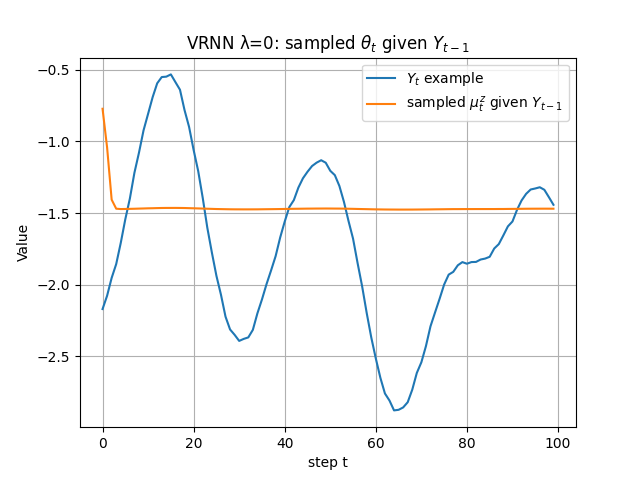 VRNN λ=0: sampled θ_t given Y_{t−1}
Y_t example
sampled μ_t^z given Y_{t−1}
Value
−0.5
−1.0
−1.5
−2.0
−2.5
0 20 40 60 80 100
step t